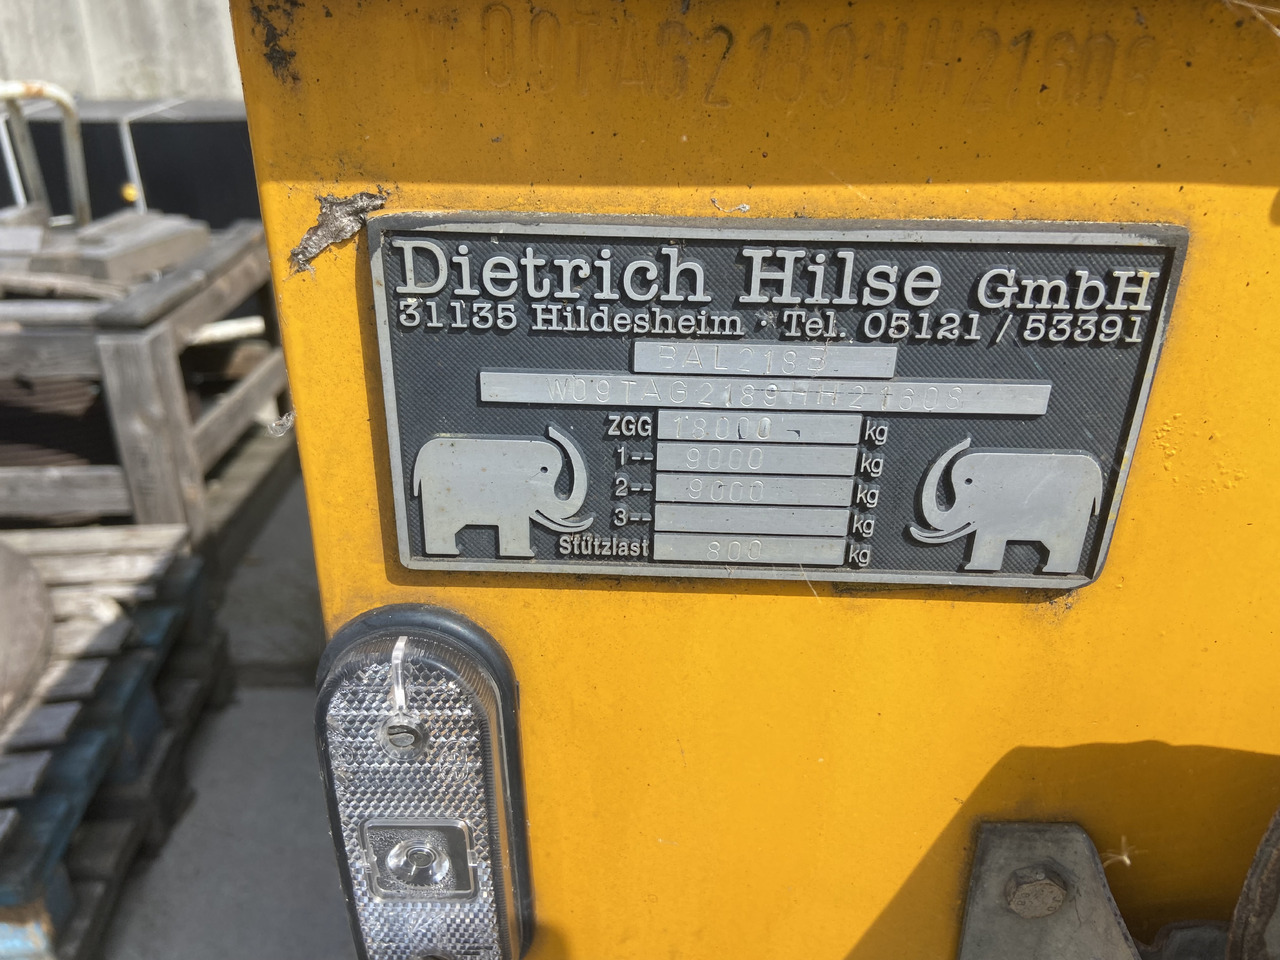 W09TAG2189HH21608
Dietrich Hilse GmbH
31135 Hildesheim · Tel. 05121/53391
BAL218B
W09TAG2189HH21608
ZGG 18000 kg
1-- 9000 kg
2-- 9000 kg
3-- kg
Stützlast 800 kg